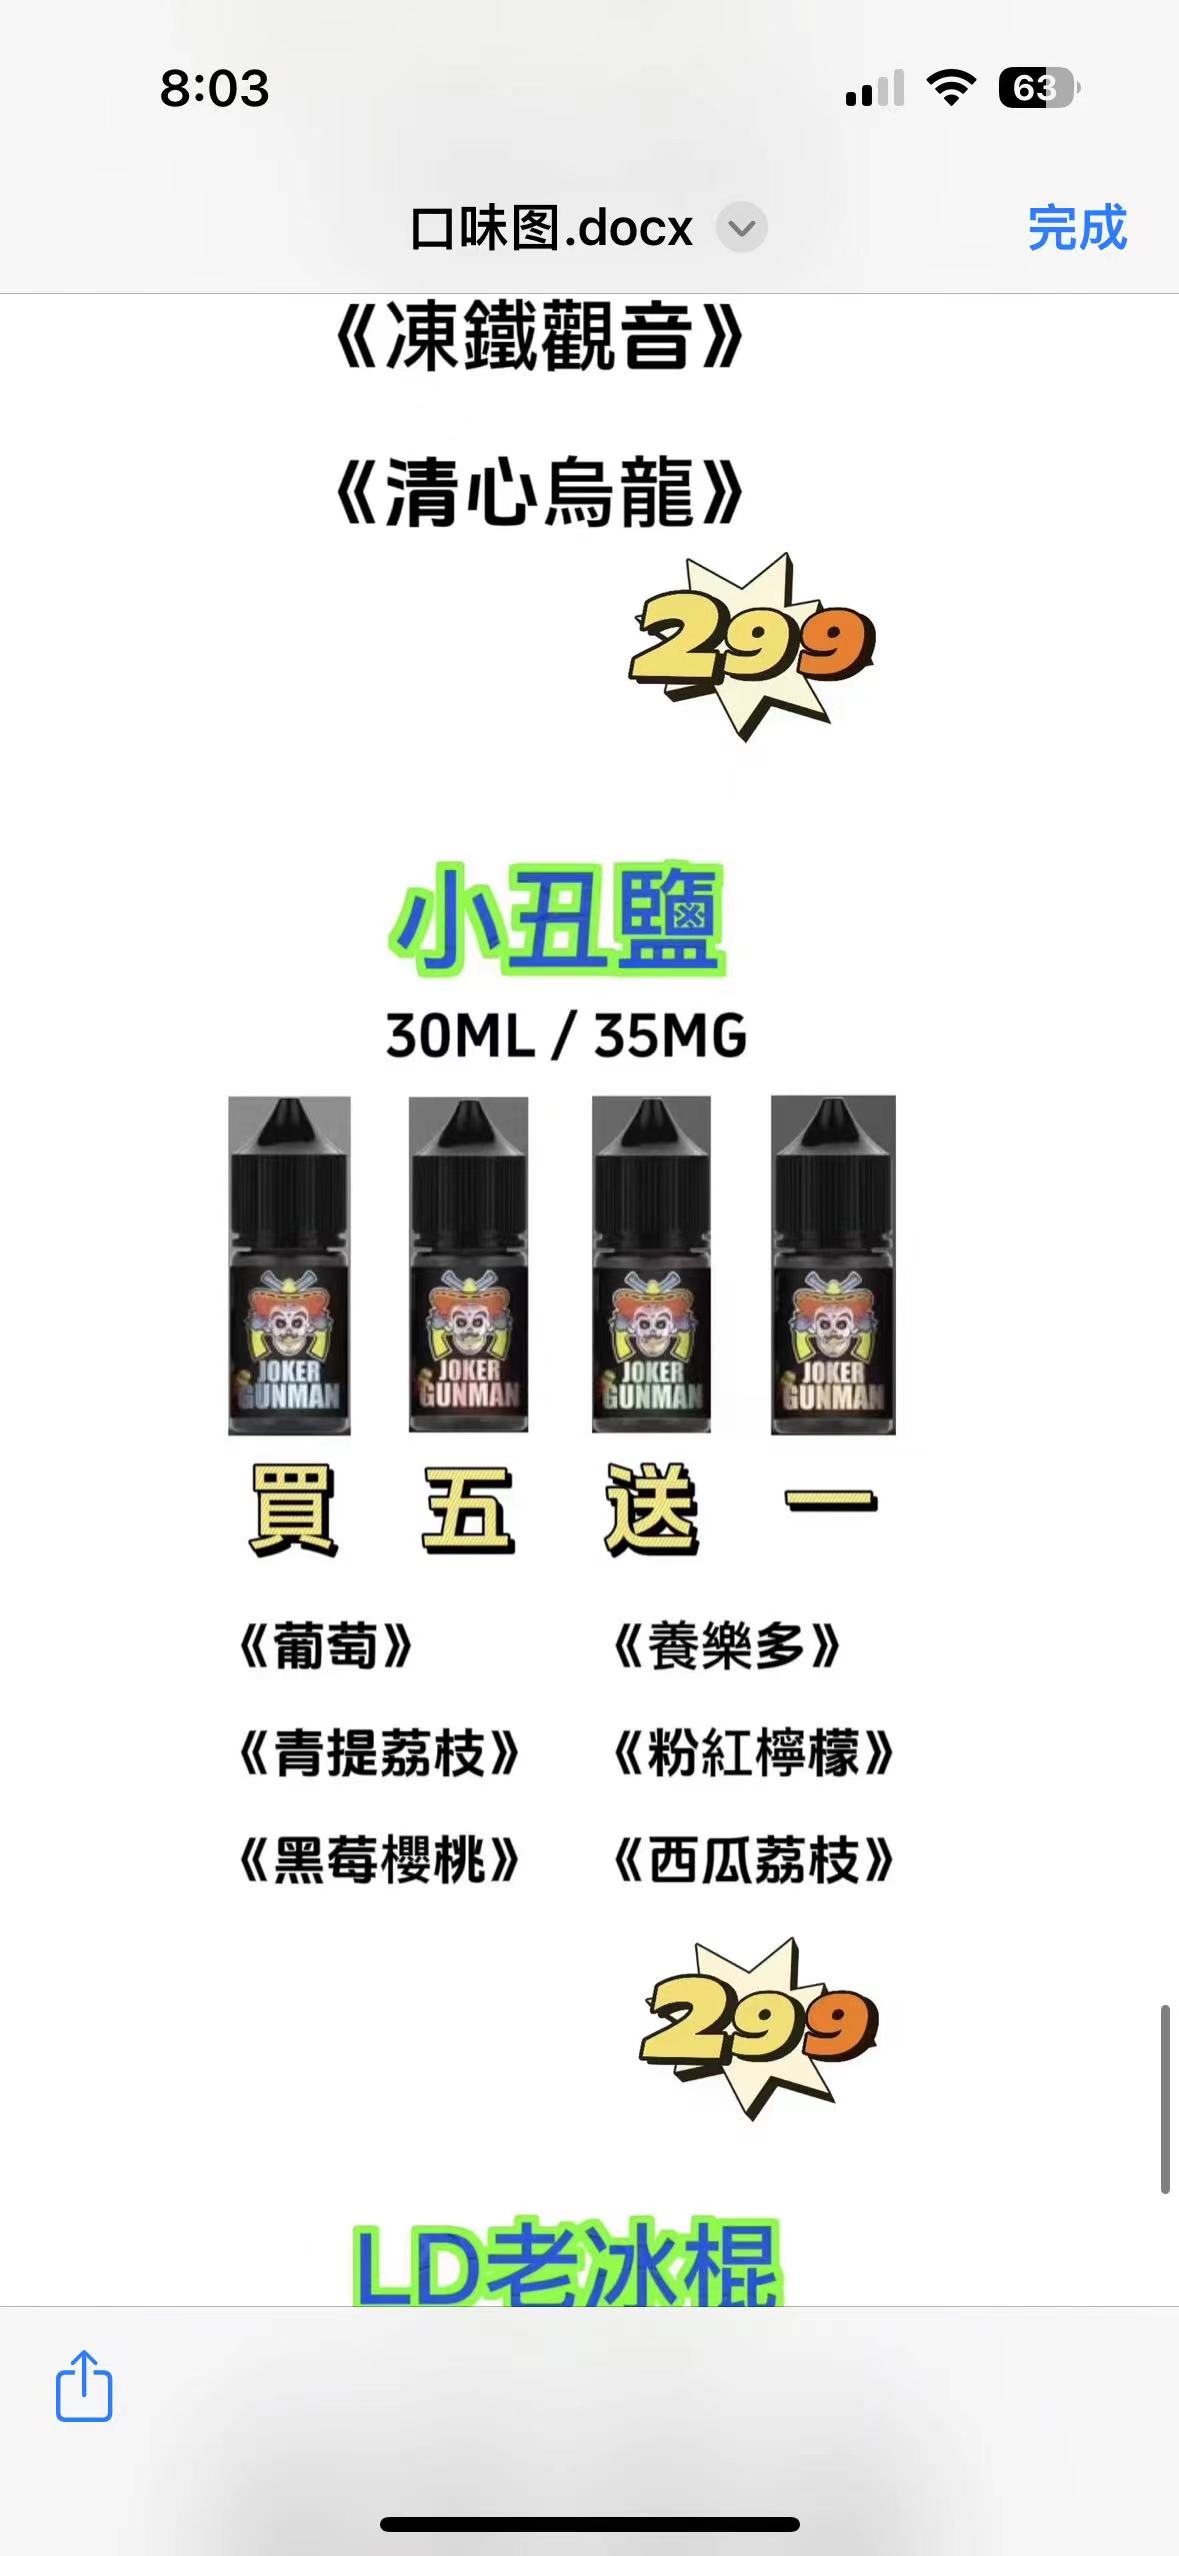 8:03
63
口味图.docx
完成
《凍鐵觀音》
《清心烏龍》
299
小丑鹽
30ML / 35MG
JOKER GUNMAN
JOKER GUNMAN
JOKER GUNMAN
JOKER GUNMAN
買 五 送 一
《葡萄》 《養樂多》
《青提荔枝》 《粉紅檸檬》
《黑莓櫻桃》 《西瓜荔枝》
299
LD老冰棍